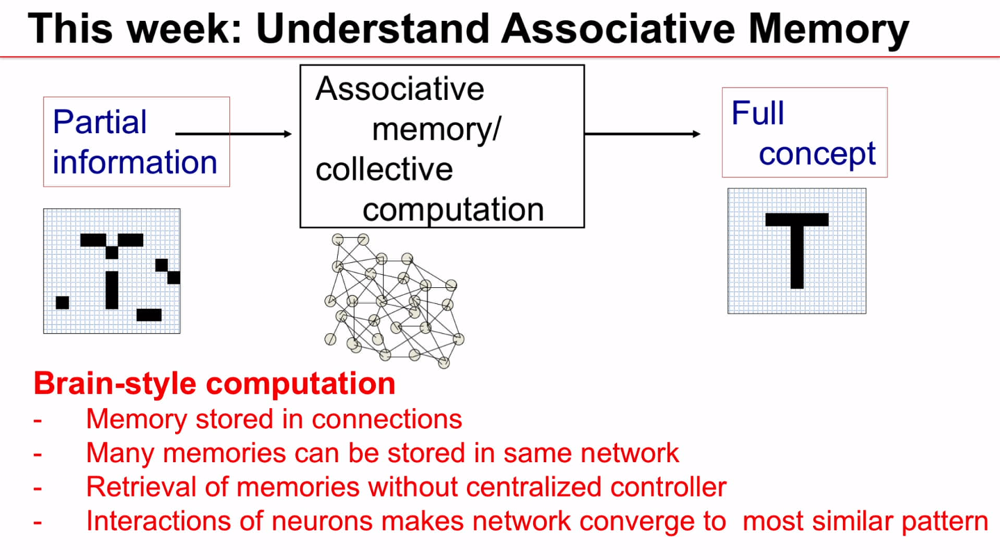 This week: Understand Associative Memory
Partial
information
Associative
memory/
collective
computation
Full
concept
T
Brain-style computation
- Memory stored in connections
- Many memories can be stored in same network
- Retrieval of memories without centralized controller
- Interactions of neurons makes network converge to most similar pattern